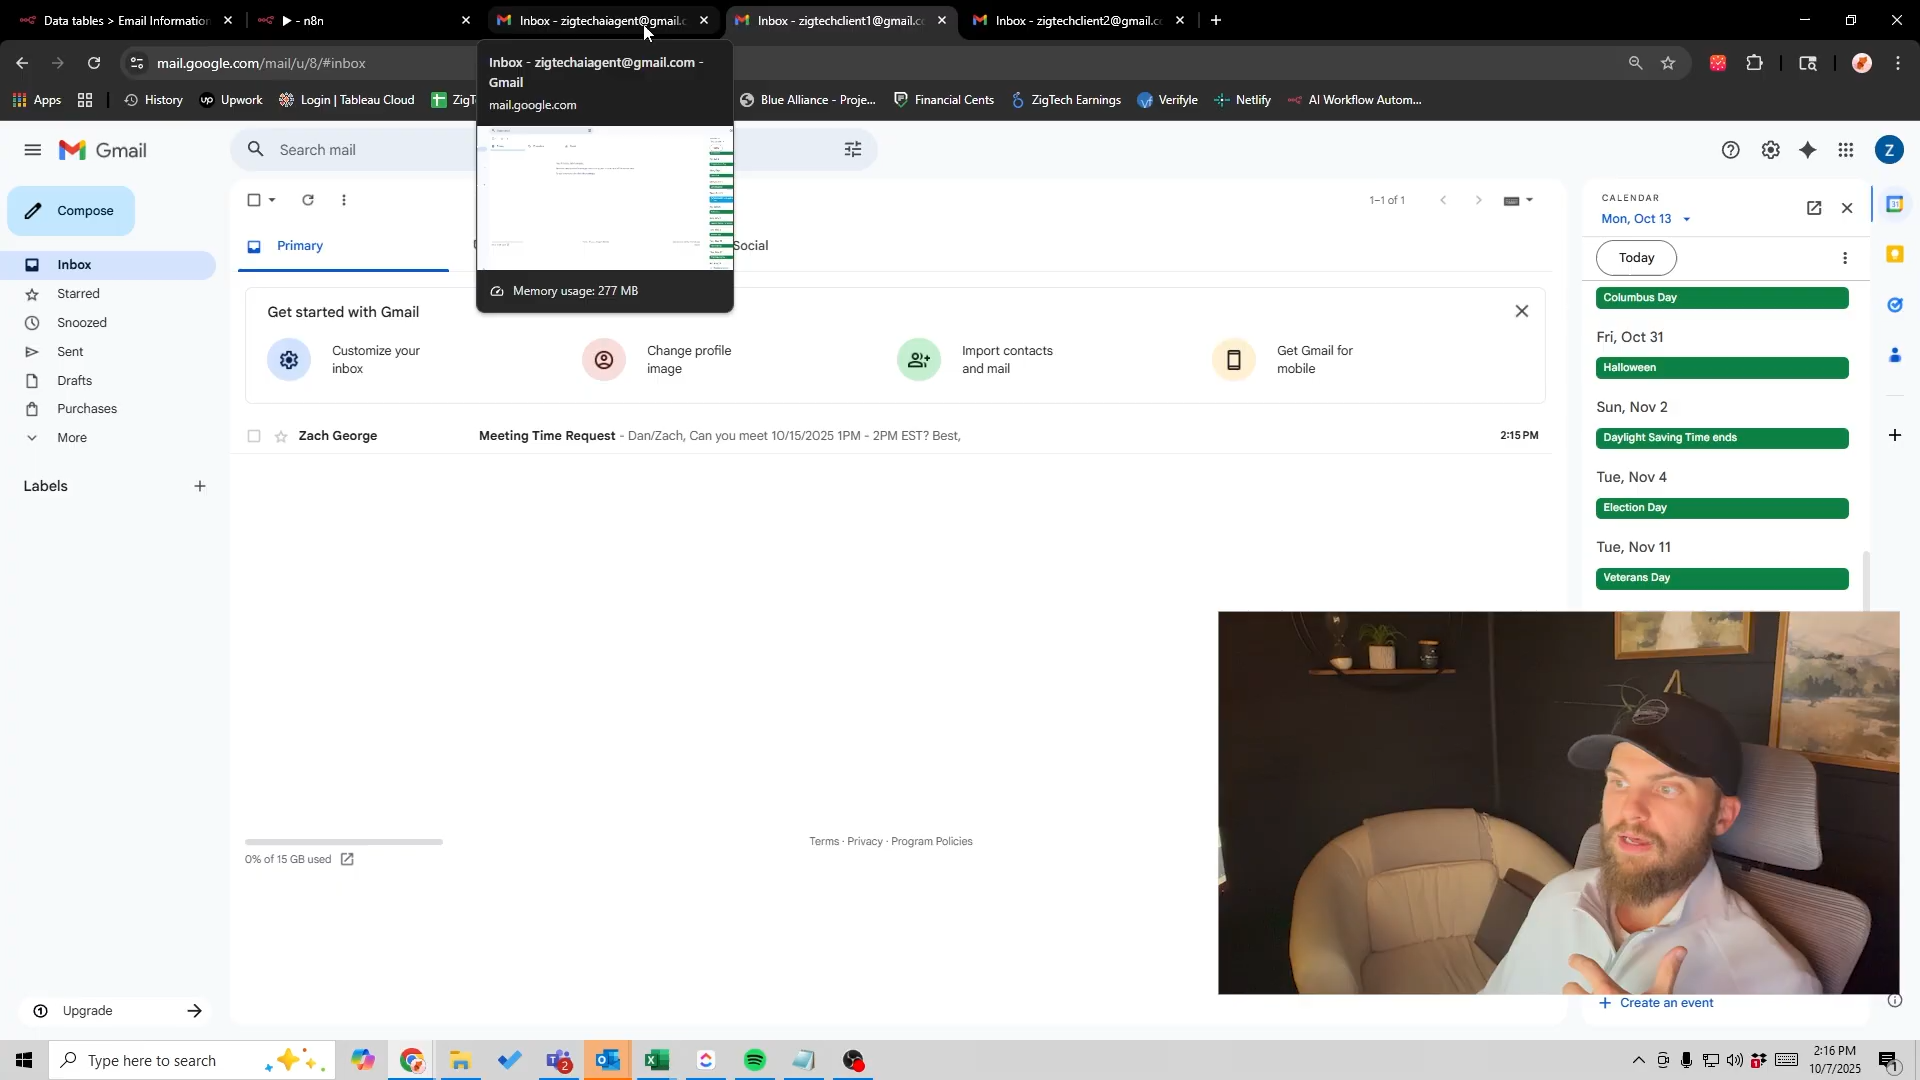 Data tables > Email Information
▶ - n8n
Inbox - zigtechaiagent@gmail.c
Inbox - zigtechclient1@gmail.cc
Inbox - zigtechclient2@gmail.cc
mail.google.com/mail/u/8/#inbox
Inbox - zigtechaiagent@gmail.com -
Gmail
mail.google.com
Memory usage: 277 MB
Apps
History
Upwork
Login | Tableau Cloud
ZigT
Blue Alliance - Proje...
Financial Cents
ZigTech Earnings
Verifyle
Netlify
AI Workflow Autom...
Gmail
Search mail
Z
Compose
Inbox
Starred
Snoozed
Sent
Drafts
Purchases
More
Labels
1–1 of 1
Primary
Social
Get started with Gmail
Customize your
inbox
Change profile
image
Import contacts
and mail
Get Gmail for
mobile
Zach George
Meeting Time Request - Dan/Zach, Can you meet 10/15/2025 1PM - 2PM EST? Best,
2:15 PM
CALENDAR
Mon, Oct 13
Today
Columbus Day
Fri, Oct 31
Halloween
Sun, Nov 2
Daylight Saving Time ends
Tue, Nov 4
Election Day
Tue, Nov 11
Veterans Day
Create an event
Terms · Privacy · Program Policies
0% of 15 GB used
Upgrade
Type here to search
2:16 PM
10/7/2025